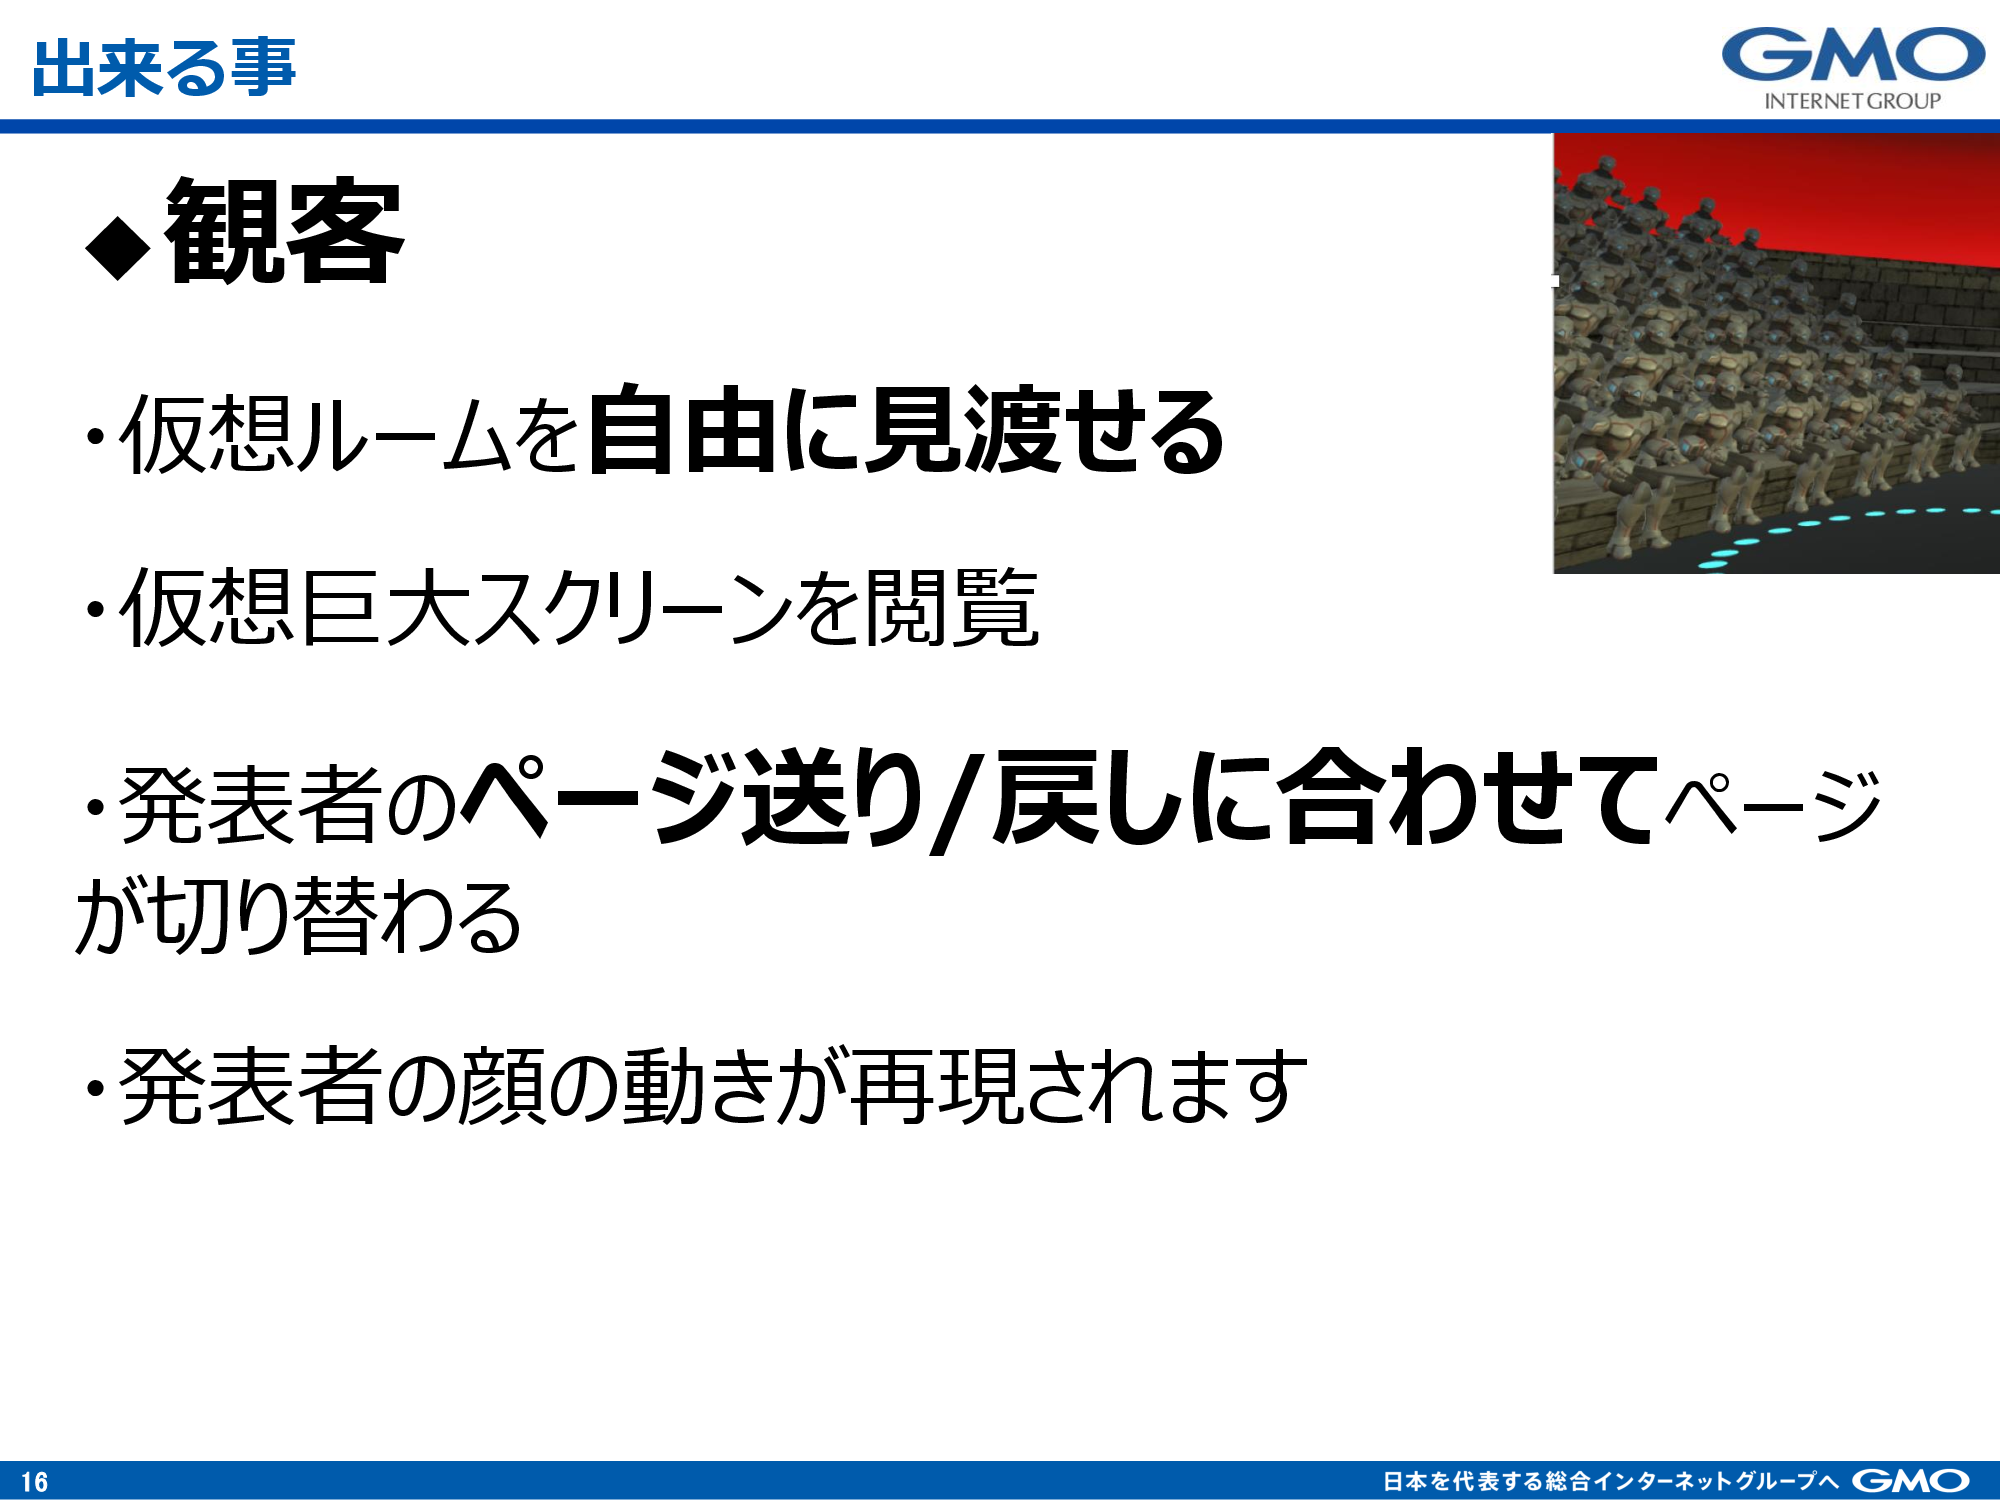 出来る事
GMO
INTERNET GROUP
◆観客
・仮想ルームを自由に見渡せる
・仮想巨大スクリーンを閲覧
・発表者のページ送り/戻しに合わせてページ
が切り替わる
・発表者の顔の動きが再現されます
16
日本を代表する総合インターネットグループへ GMO